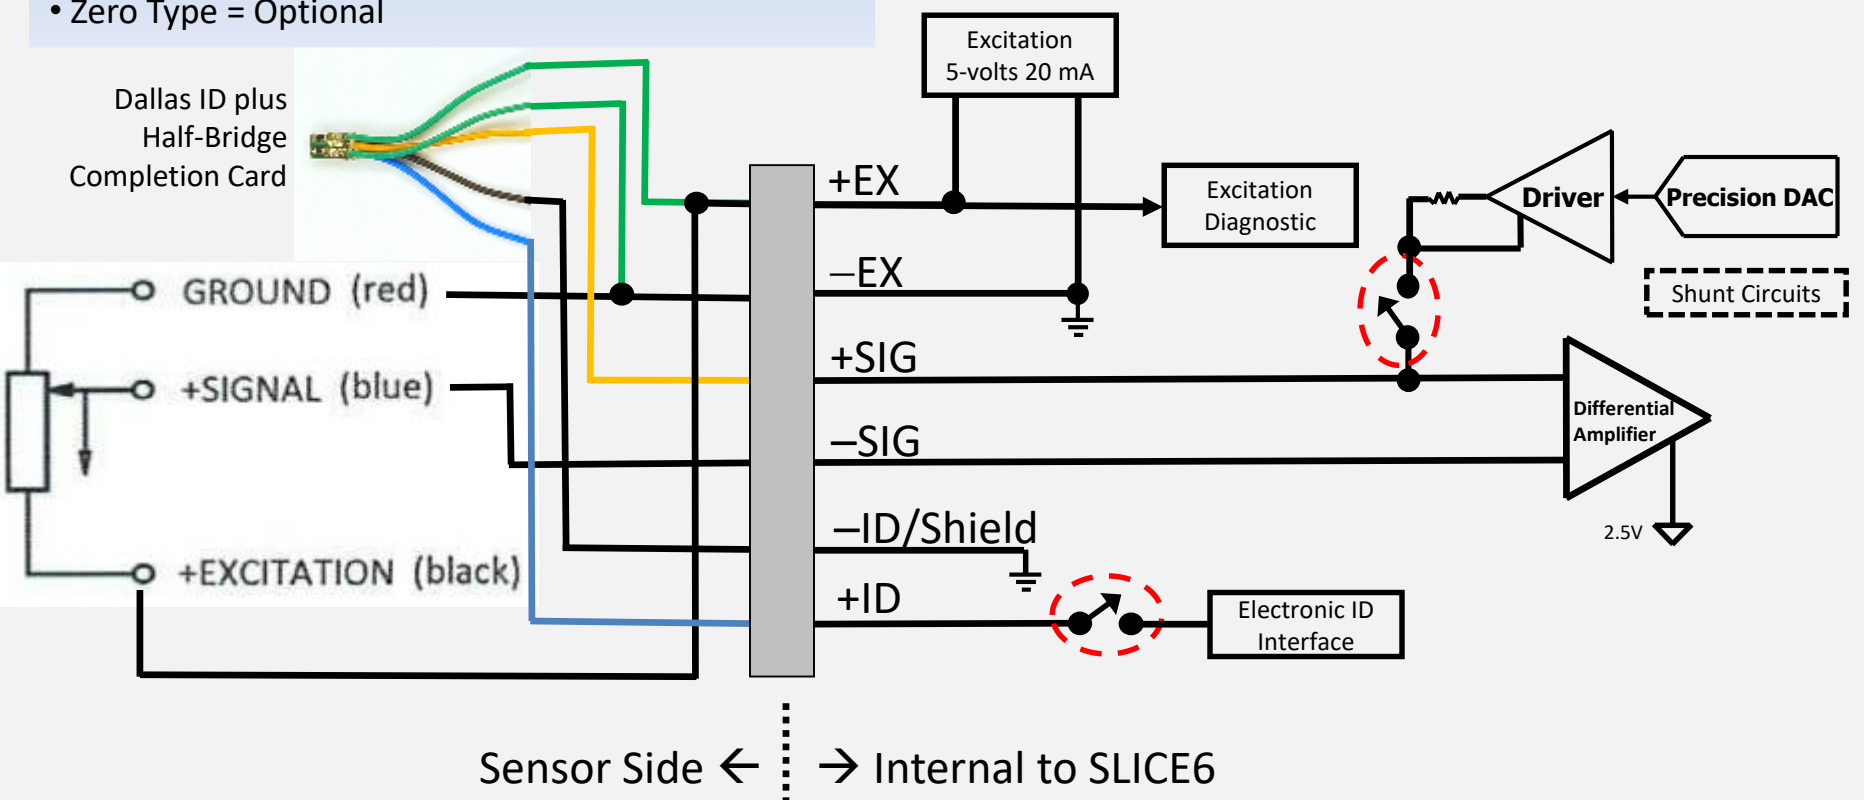 • Zero Type = Optional
Dallas ID plus
Half-Bridge
Completion Card
Excitation
5-volts 20 mA
+EX
Excitation
Diagnostic
Driver
Precision DAC
Shunt Circuits
GROUND (red)
–EX
+SIGNAL (blue)
+SIG
Differential
Amplifier
–SIG
2.5V
–ID/Shield
+EXCITATION (black)
+ID
Electronic ID
Interface
Sensor Side ← → Internal to SLICE6